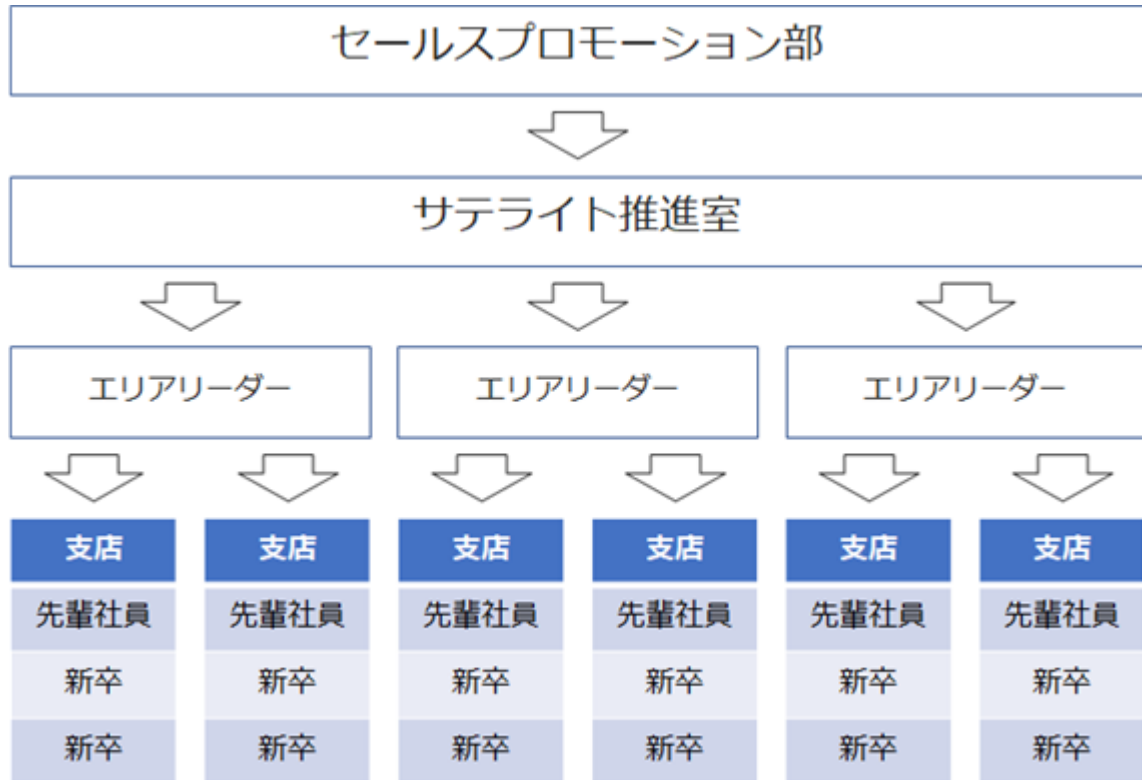 セールスプロモーション部
サテライト推進室
エリアリーダー エリアリーダー エリアリーダー
支店 支店 支店 支店 支店 支店
先輩社員 先輩社員 先輩社員 先輩社員 先輩社員 先輩社員
新卒 新卒 新卒 新卒 新卒 新卒
新卒 新卒 新卒 新卒 新卒 新卒